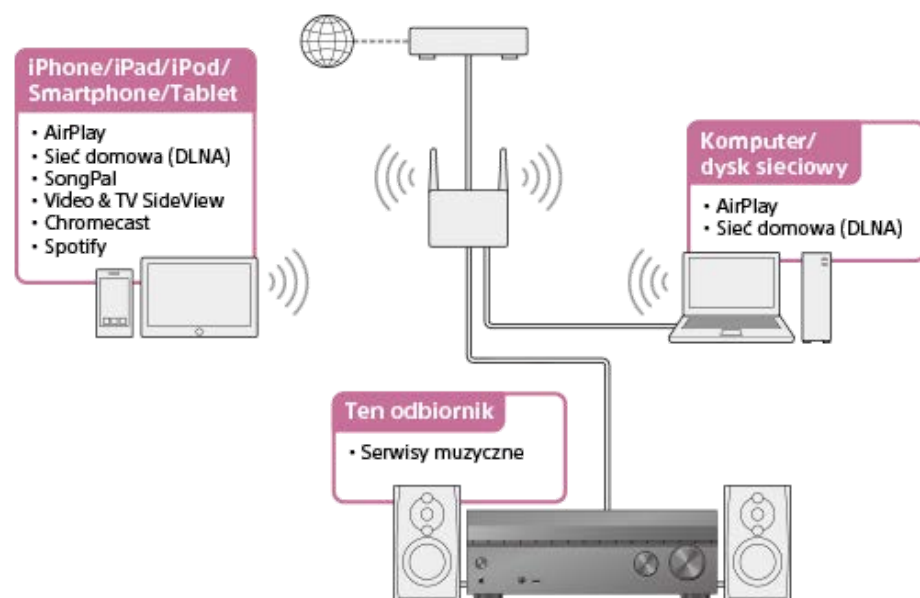 iPhone/iPad/iPod/
Smartphone/Tablet
• AirPlay
• Sieć domowa (DLNA)
• SongPal
• Video & TV SideView
• Chromecast
• Spotify
Komputer/
dysk sieciowy
• AirPlay
• Sieć domowa (DLNA)
Ten odbiornik
• Serwisy muzyczne